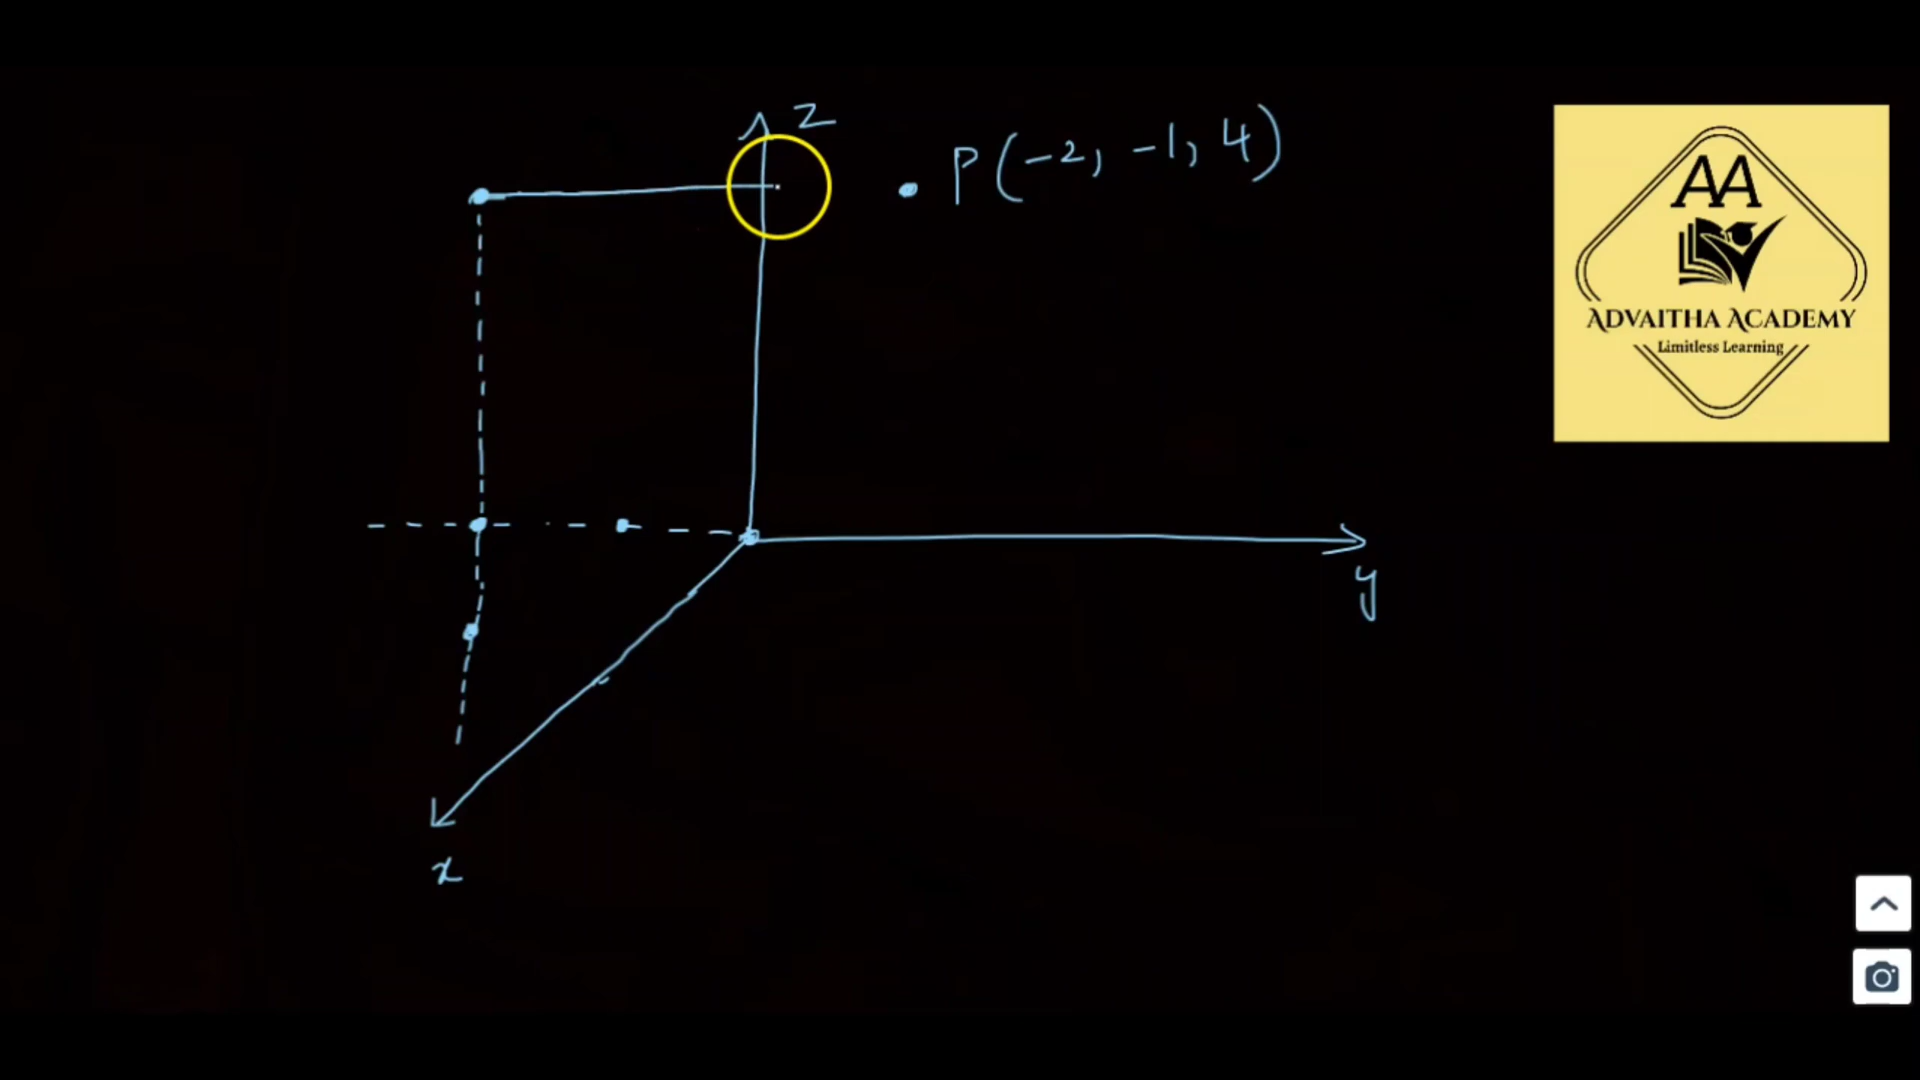 z
P(-2, -1, 4)
y
x
AA
ADVAITHA ACADEMY
Limitless Learning